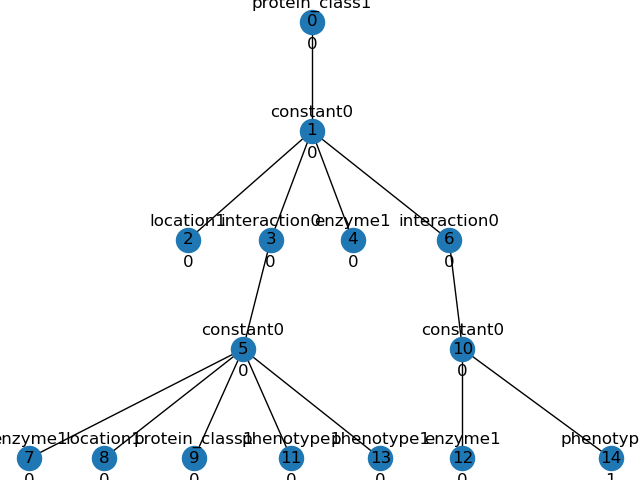 protein_class1
0
0
constant0
1
0
location1 interaction0 enzyme1 interaction0
2 3 4 6
0 0 0 0
constant0 constant0
5 10
0 0
enzyme1 location1 protein_class1 phenotype1 phenotype1 enzyme1 phenotyp
7 8 9 11 13 12 14
0 0 0 0 0 0 1